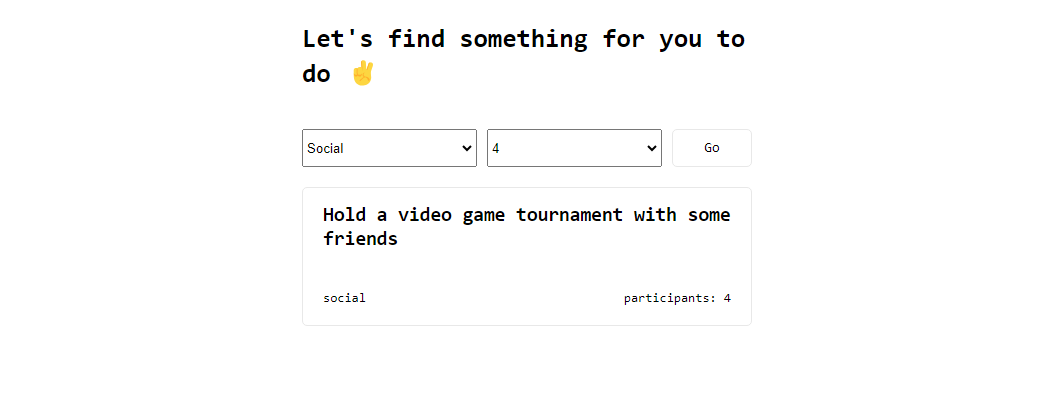 Let's find something for you to
do ✌️
Social 4 Go
Hold a video game tournament with some
friends
social participants: 4